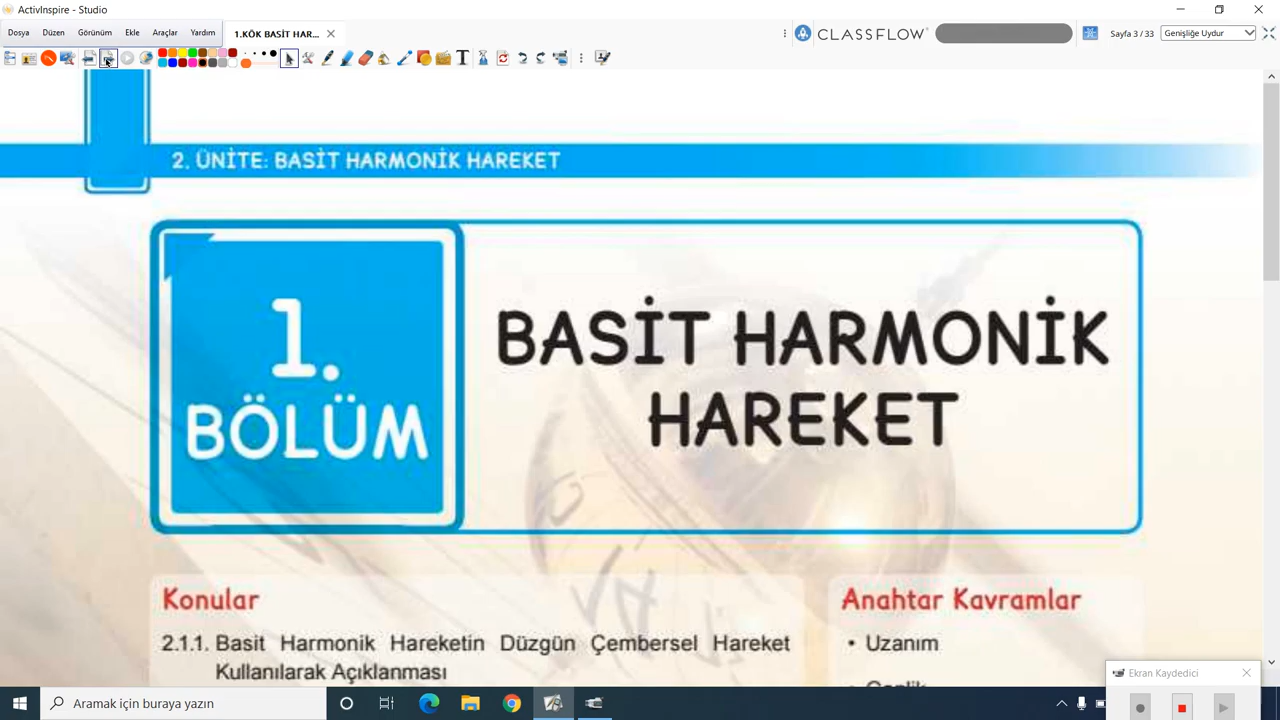 ActivInspire - Studio
Dosya Düzen Görünüm Ekle Araçlar Yardım 1.KÖK BASİT HAR... CLASSFLOW Sayfa 3 / 33 Genişliğe Uydur
2. ÜNİTE: BASİT HARMONİK HAREKET
1.
BÖLÜM
BASİT HARMONİK
HAREKET
Konular
2.1.1. Basit Harmonik Hareketin Düzgün Çembersel Hareket
Kullanılarak Açıklanması
Anahtar Kavramlar
• Uzanım
Ekran Kaydedici
Aramak için buraya yazın